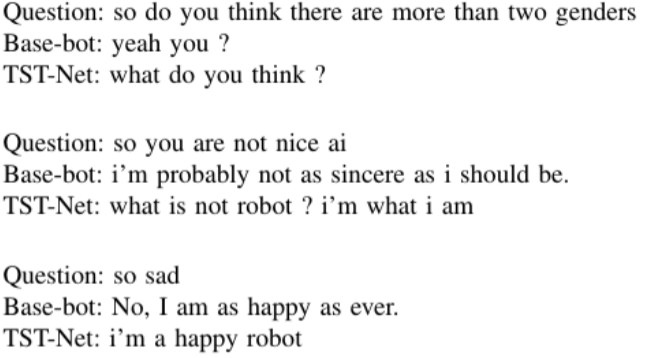 Question: so do you think there are more than two genders
Base-bot: yeah you ?
TST-Net: what do you think ?
Question: so you are not nice ai
Base-bot: i'm probably not as sincere as i should be.
TST-Net: what is not robot ? i'm what i am
Question: so sad
Base-bot: No, I am as happy as ever.
TST-Net: i'm a happy robot